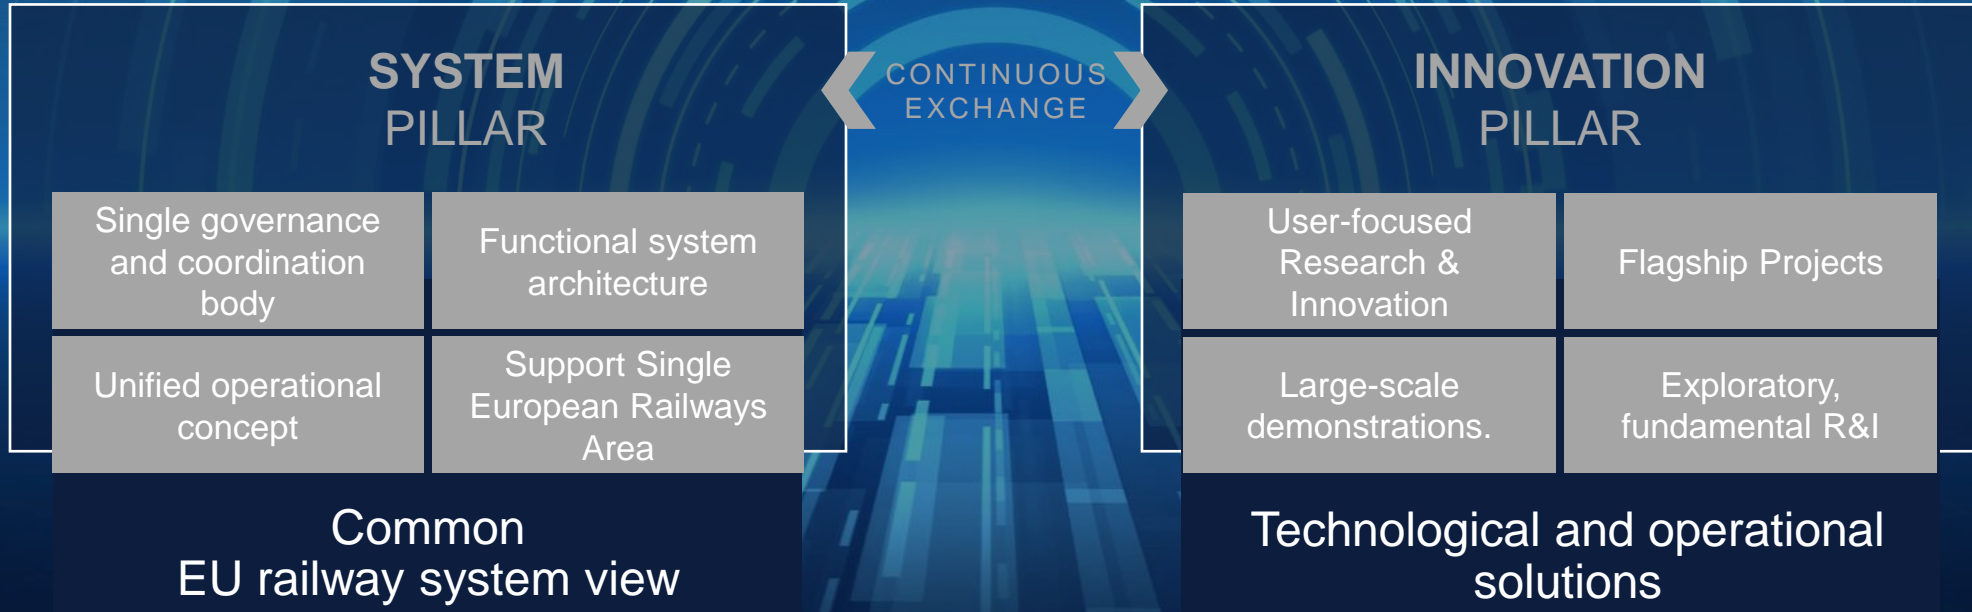 SYSTEM
PILLAR
Single governance
and coordination
body
Functional system
architecture
Unified operational
concept
Support Single
European Railways
Area
Common
EU railway system view
CONTINUOUS
EXCHANGE
INNOVATION
PILLAR
User-focused
Research &
Innovation
Flagship Projects
Large-scale
demonstrations.
Exploratory,
fundamental R&I
Technological and operational
solutions